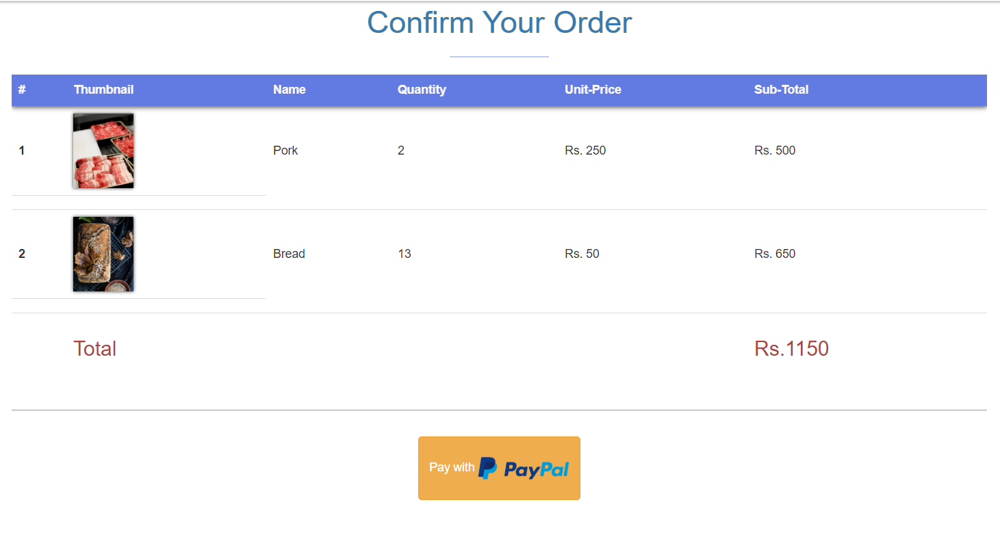 Confirm Your Order
# Thumbnail Name Quantity Unit-Price Sub-Total
1 Pork 2 Rs. 250 Rs. 500
2 Bread 13 Rs. 50 Rs. 650
Total Rs.1150
Pay with PayPal